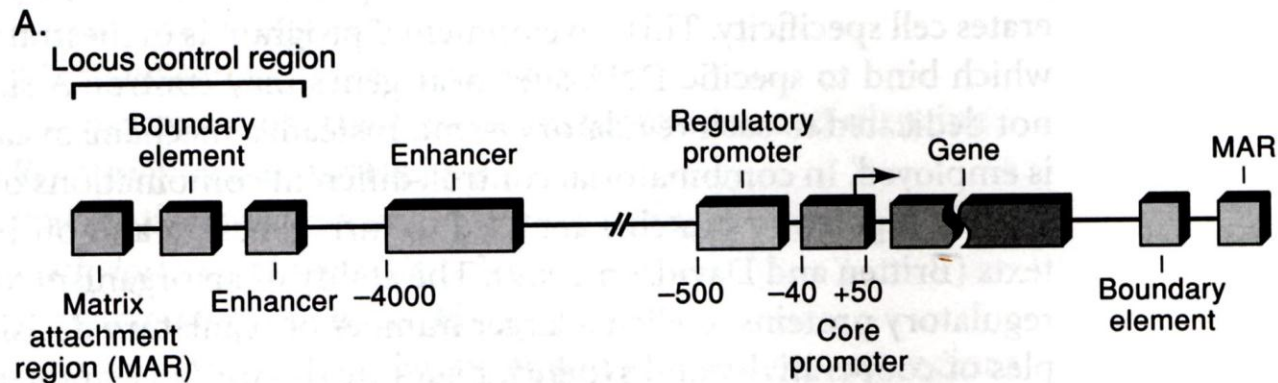 A.
Locus control region
Boundary
element
Enhancer
Regulatory
promoter
Gene
MAR
Matrix
attachment
region (MAR)
Enhancer
–4000
–500
–40
+50
Core
promoter
Boundary
element